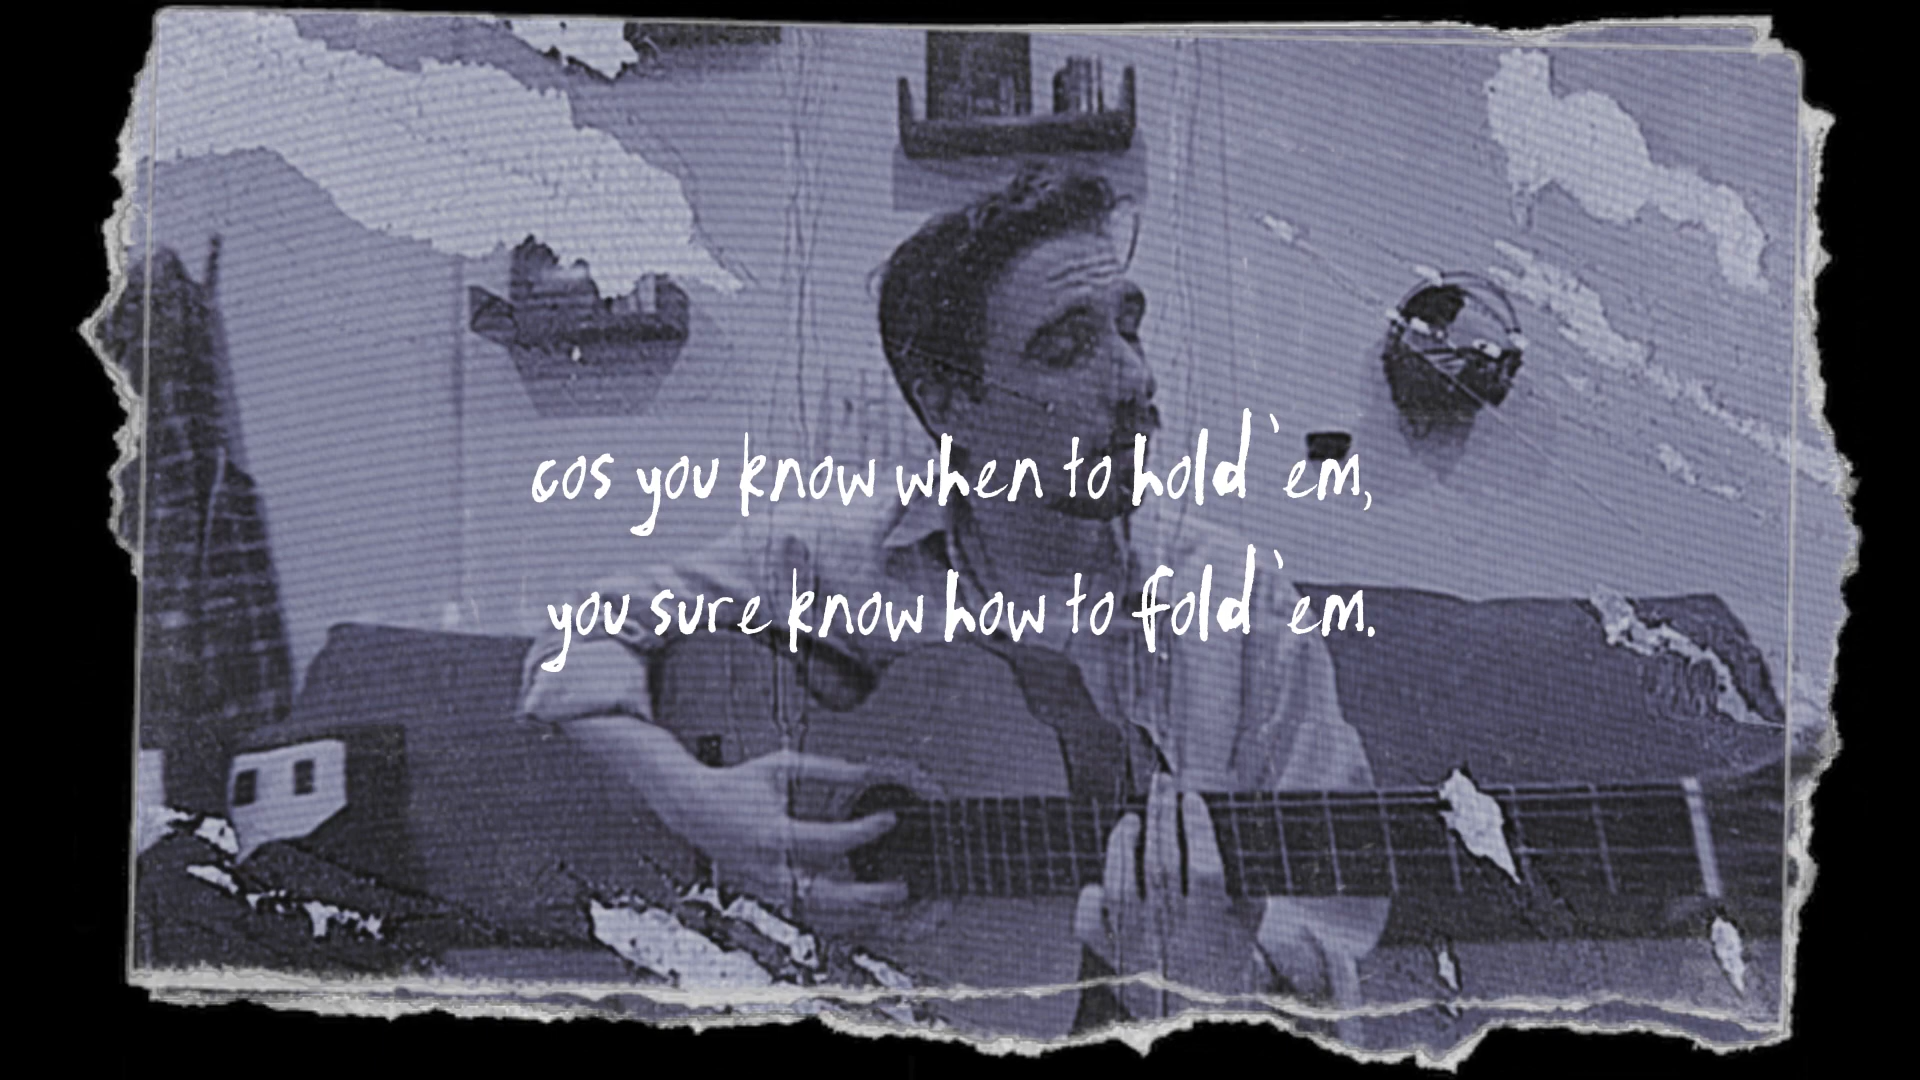 cos you know when to hold 'em,
you sure know how to fold 'em.